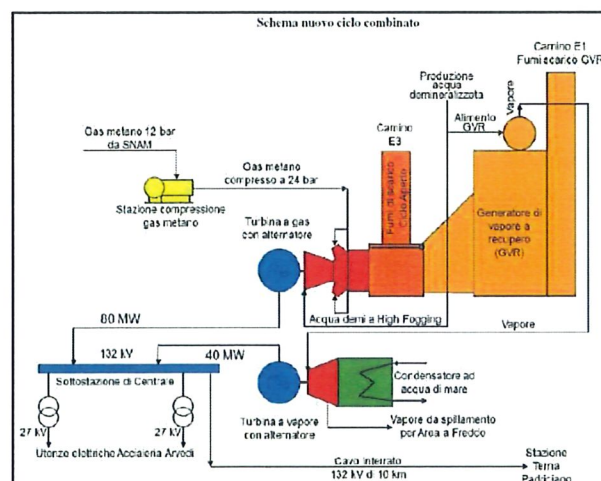 Schema nuovo ciclo combinato
Camino E1
Fumi scarico GVR
Produzione
acqua
demineralizzata
Vapore
Alimento
GVR
Gas metano 12 bar
da SNAM
Camino
E3
Gas metano
compresso a 24 bar
Fumi di scarico
Ciclo Aperto
Stazione compressione
gas metano
Turbina a gas
con alternatore
Generatore di
vapore a
recupero
(GVR)
Acqua demi a High Fogging
Vapore
80 MW
132 kV
40 MW
Sottostazione di Centrale
Condensatore ad
acqua di mare
27 kV
27 kV
Turbina a vapore
con alternatore
Vapore da spillamento
per Area a Freddo
Utenze elettriche Acciaieria Arvedi
Cavo Interrato
132 kV di 10 km
Stazione
Terna
Padriciano